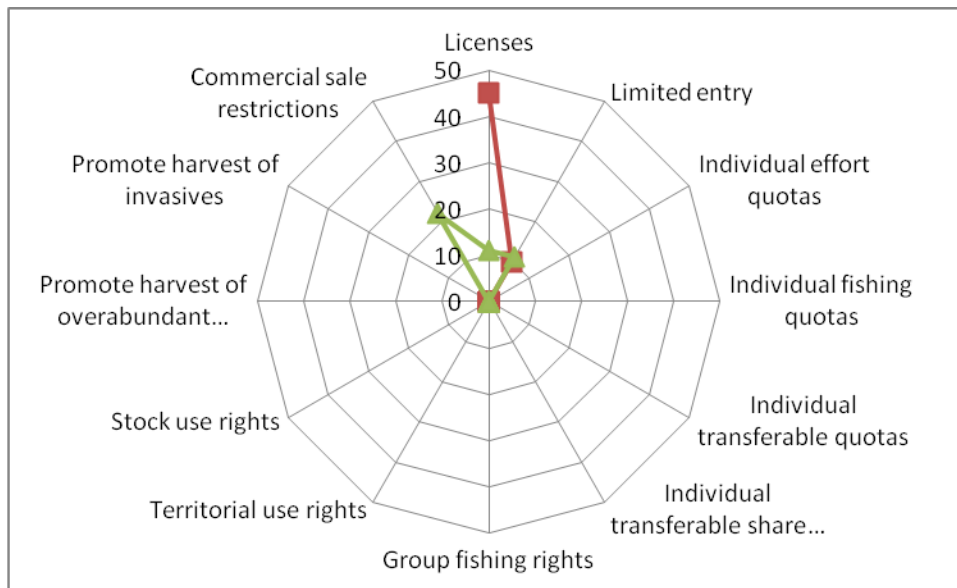 Licenses
50
40
30
20
10
0
Limited entry
Individual effort
quotas
Individual fishing
quotas
Individual
transferable quotas
Individual
transferable share...
Group fishing rights
Territorial use rights
Stock use rights
Promote harvest of
overabundant...
Promote harvest of
invasives
Commercial sale
restrictions